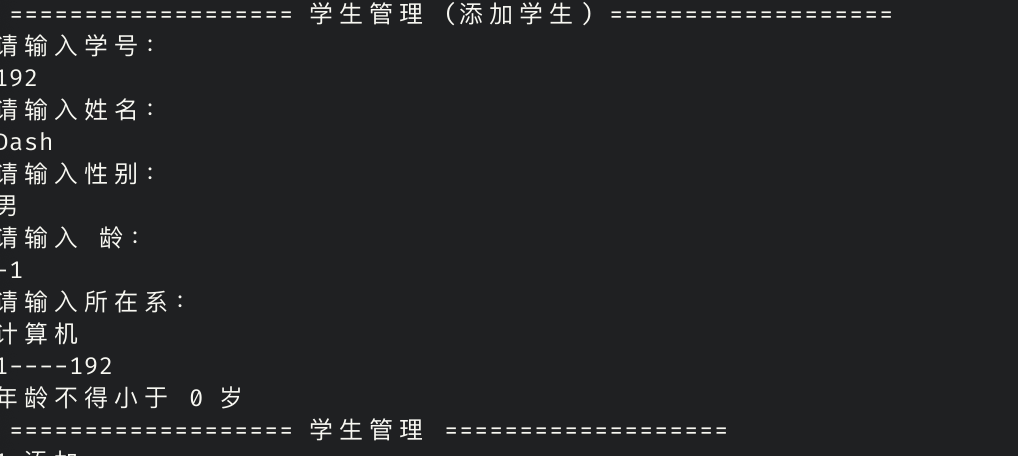 =================== 学生管理（添加学生）===================
请输入学号：
192
请输入姓名：
Dash
请输入性别：
男
请输入 龄：
-1
请输入所在系：
计算机
1----192
年龄不得小于 0 岁
=================== 学生管理 ===================
添加